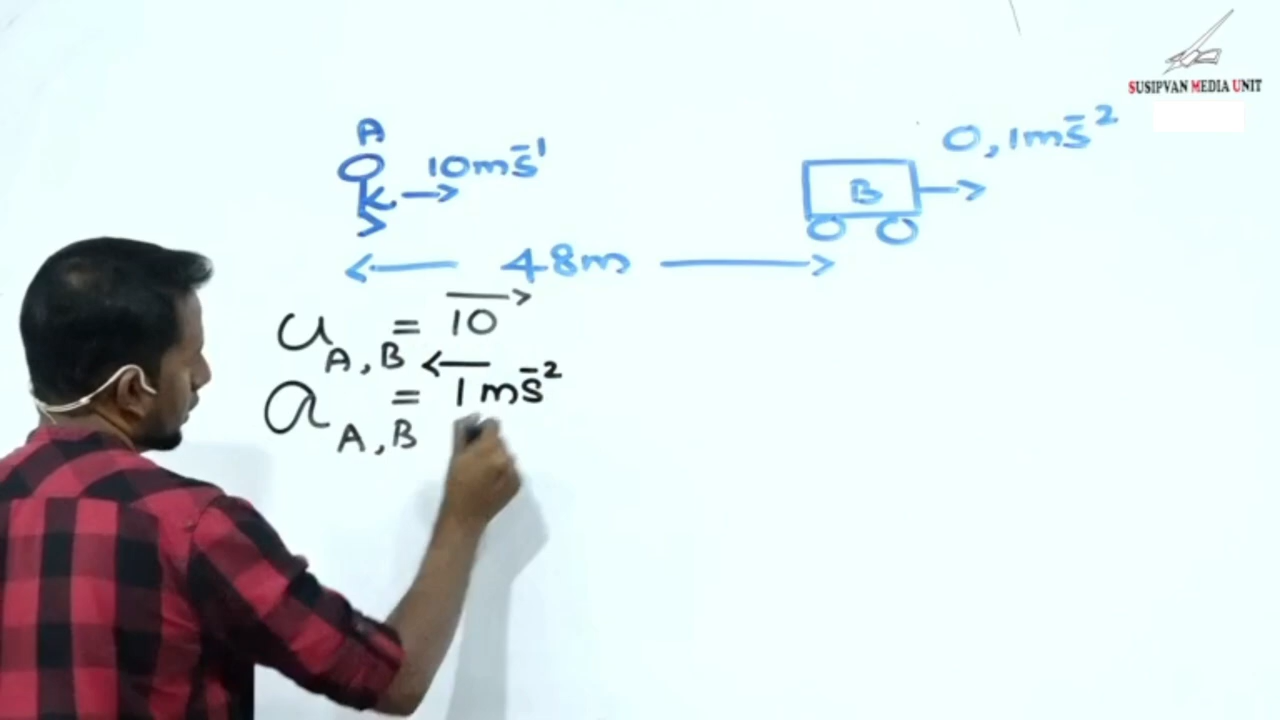 SUSIPVAN MEDIA UNIT
A
10ms⁻¹
0, 1ms⁻²
B
48m
u A,B = 10
a A,B = 1ms⁻²